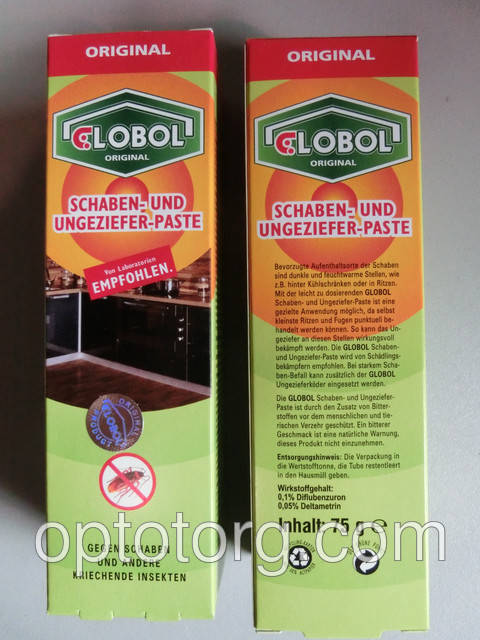 ORIGINAL
GLOBOL
ORIGINAL
SCHABEN- UND
UNGEZIEFER-PASTE
Von Laboratorien
EMPFOHLEN.
ORIGINAL
GLOBOL
GEGEN SCHABEN
UND ANDERE
KRIECHENDE INSEKTEN
ORIGINAL
GLOBOL
ORIGINAL
SCHABEN- UND
UNGEZIEFER-PASTE
Bevorzugte Aufenthaltsorte der Schaben
sind dunkle und feuchtwarme Stellen, wie
z.B. hinter Kühlschränken oder in Ritzen.
Mit der leicht zu dosierenden GLOBOL
Schaben- und Ungeziefer-Paste ist eine
gezielte Anwendung möglich, da selbst
kleinste Ritzen und Fugen punktuell be-
handelt werden können. So kann das Un-
geziefer an diesen Stellen wirkungsvoll
bekämpft werden. Die GLOBOL Schaben-
und Ungeziefer-Paste wird von Schädlings-
bekämpfern empfohlen. Bei starkem Scha-
ben-Befall kann zusätzlich der GLOBOL
Ungezieferköder eingesetzt werden.
Die GLOBOL Schaben- und Ungeziefer-
Paste ist durch den Zusatz von Bitter-
stoffen vor dem menschlichen und tie-
rischen Verzehr geschützt. Ein bitterer
Geschmack ist eine natürliche Warnung,
dieses Produkt nicht einzunehmen.
Entsorgungshinweise: Die Verpackung in
die Wertstofftonne, die Tube restentleert
in den Hausmüll geben.
Wirkstoffgehalt:
0,1% Diflubenzuron
0,05% Deltametrin
Inhalt: 75 g ℮
optotorg.com